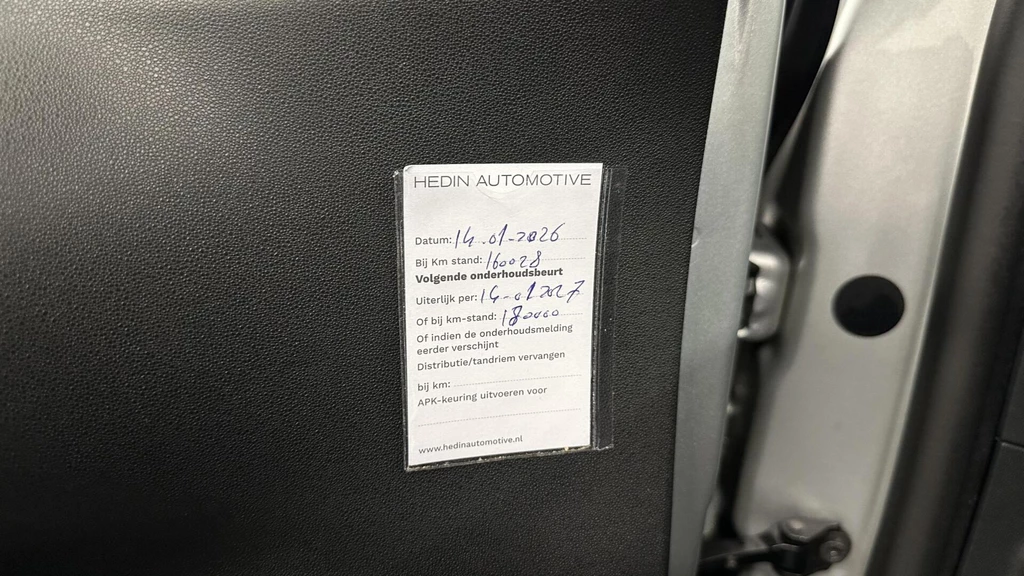 HEDIN AUTOMOTIVE
Datum: 14-01-2026
Bij Km stand: 160028
Volgende onderhoudsbeurt
Uiterlijk per: 14-01 2027
Of bij km-stand: 180000
Of indien de onderhoudsmelding
eerder verschijnt
Distributie/tandriem vervangen
bij km:
APK-keuring uitvoeren voor
www.hedinautomotive.nl